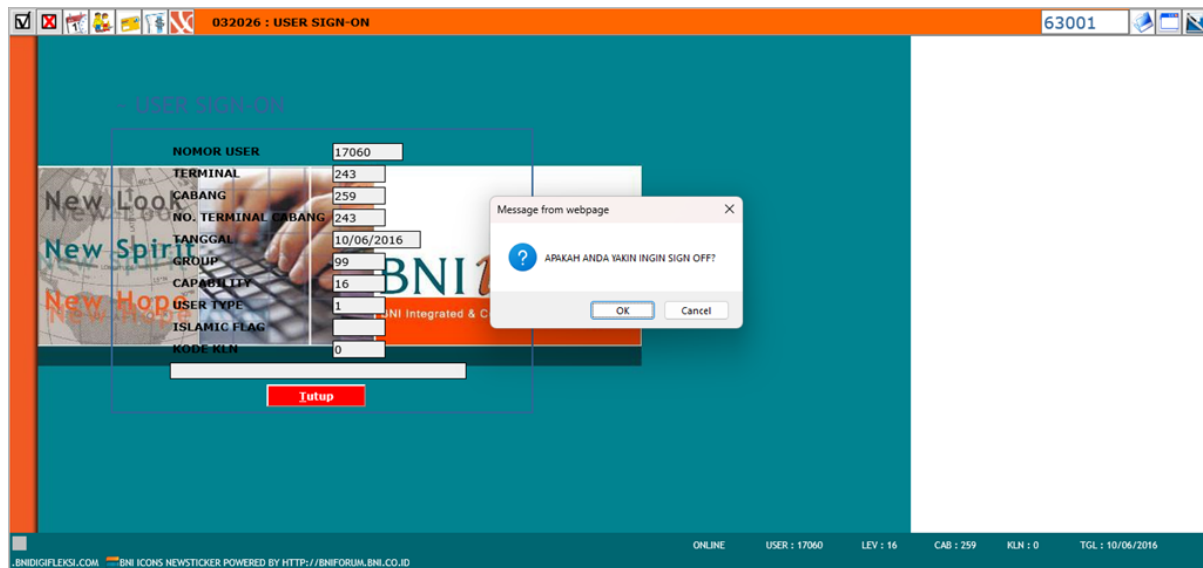 032026 : USER SIGN-ON
63001
USER SIGN-ON
NOMOR USER 17060
TERMINAL 243
CABANG 259
NO. TERMINAL CABANG 243
TANGGAL 10/06/2016
GROUP 99
CAPABILITY 16
USER TYPE 1
ISLAMIC FLAG
KODE KLN 0
Tutup
New Look
New Spirit
New Hope
BNI
BNI Integrated &
Message from webpage
APAKAH ANDA YAKIN INGIN SIGN OFF?
OK Cancel
ONLINE USER : 17060 LEV : 16 CAB : 259 KLN : 0 TGL : 10/06/2016
.BNIDIGIFLEKSI.COM BNI ICONS NEWSTICKER POWERED BY HTTP://BNIFORUM.BNI.CO.ID